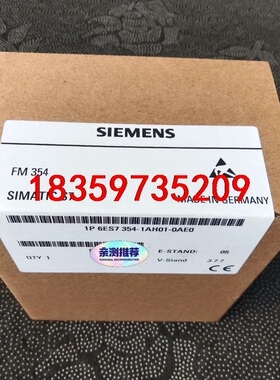 SIEMENS
FM 354
SIMATIC S7
MADE IN GERMANY
18359735209
1P 6ES7 354-1AH01-0AE0
QTY 1
亲测推荐
E-STAND: 05
V-Stand 3.7.7
CE